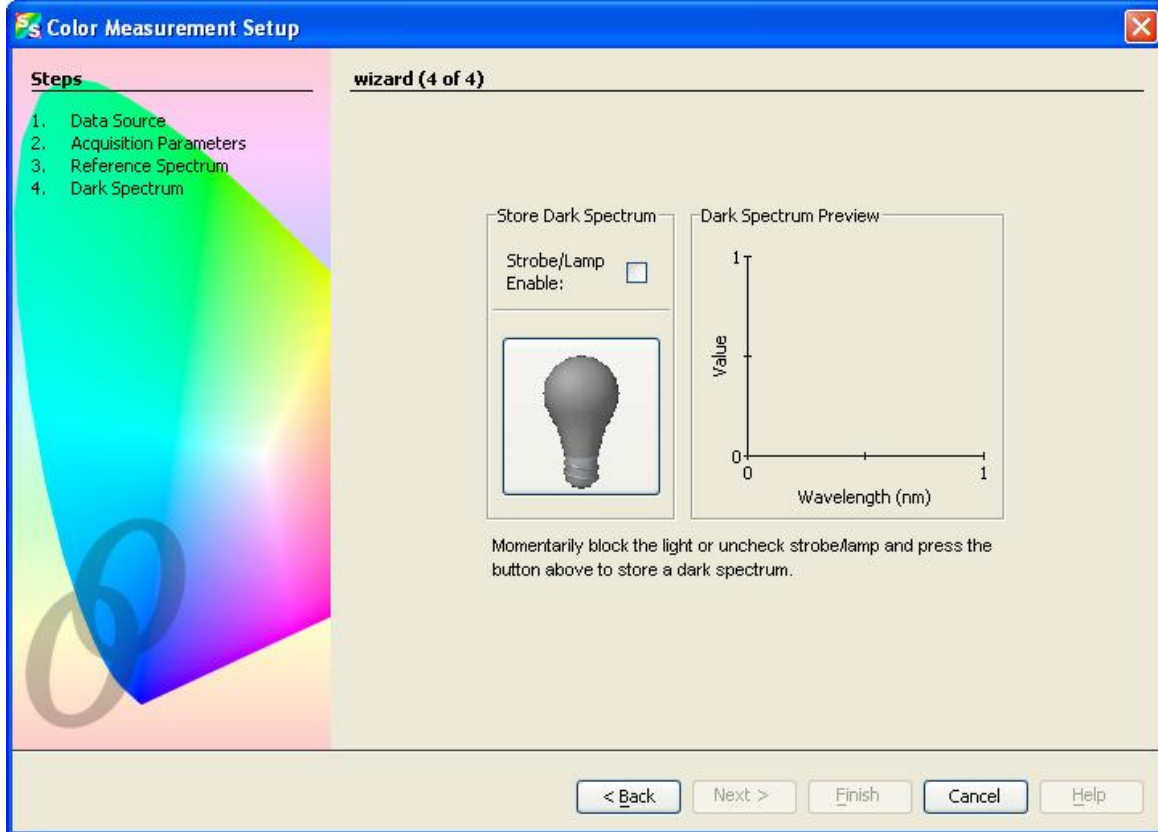 Color Measurement Setup
Steps
1. Data Source
2. Acquisition Parameters
3. Reference Spectrum
4. Dark Spectrum
wizard (4 of 4)
Store Dark Spectrum
Strobe/Lamp
Enable:
Dark Spectrum Preview
1
Value
0
0
1
Wavelength (nm)
Momentarily block the light or uncheck strobe/lamp and press the
button above to store a dark spectrum.
< Back
Next >
Finish
Cancel
Help